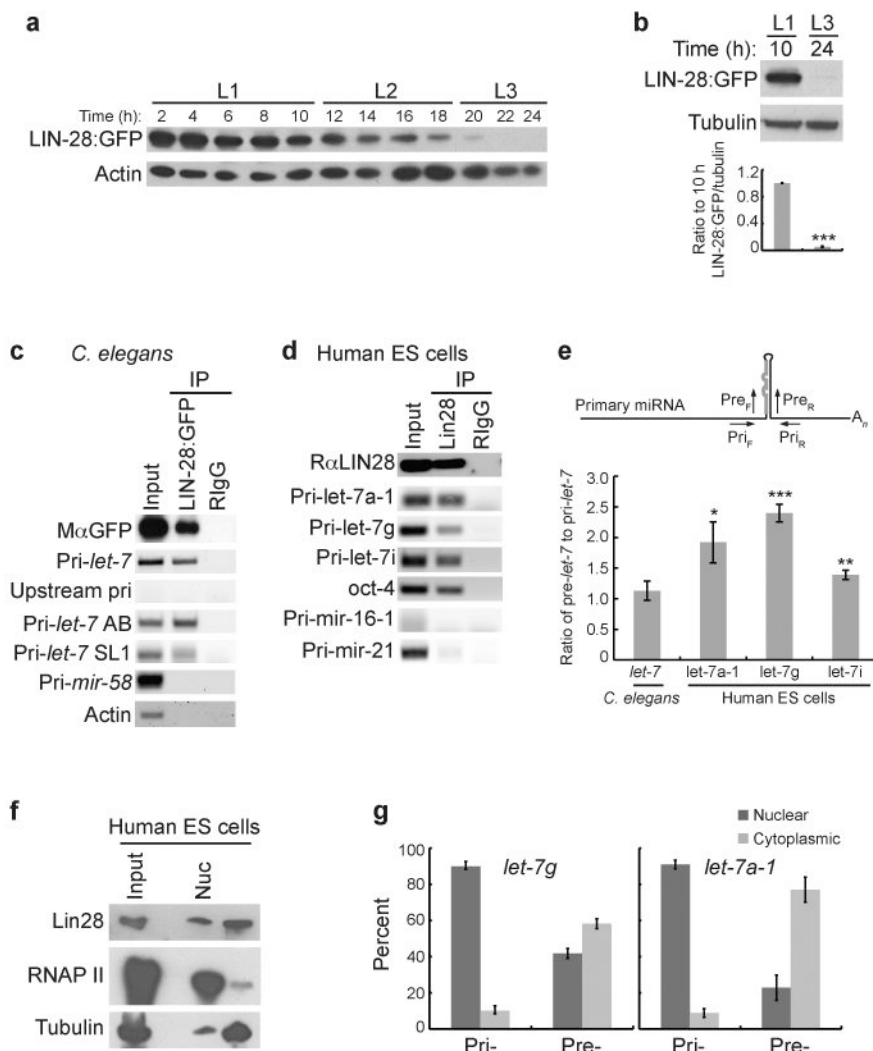 a
L1 L2 L3
Time (h): 2 4 6 8 10 12 14 16 18 20 22 24
LIN-28:GFP
Actin
b
L1 L3
Time (h): 10 24
LIN-28:GFP
Tubulin
Ratio to 10 h
LIN-28:GFP/tubulin
1.2
0.8
0.4
0
***
c C. elegans
IP
Input LIN-28:GFP RIgG
MαGFP
Pri-let-7
Upstream pri
Pri-let-7 AB
Pri-let-7 SL1
Pri-mir-58
Actin
d Human ES cells
IP
Input Lin28 RIgG
RαLIN28
Pri-let-7a-1
Pri-let-7g
Pri-let-7i
oct-4
Pri-mir-16-1
Pri-mir-21
e
Primary miRNA
PreF PreR
PriF PriR
An
Ratio of pre-let-7 to pri-let-7
3.0
2.5
2.0
1.5
1.0
0.5
0
* *** **
let-7 let-7a-1 let-7g let-7i
C. elegans Human ES cells
f
Human ES cells
Input Nuc
Lin28
RNAP II
Tubulin
g
Nuclear
Cytoplasmic
Percent
100
80
60
40
20
0
let-7g let-7a-1
Pri- Pre- Pri- Pre-